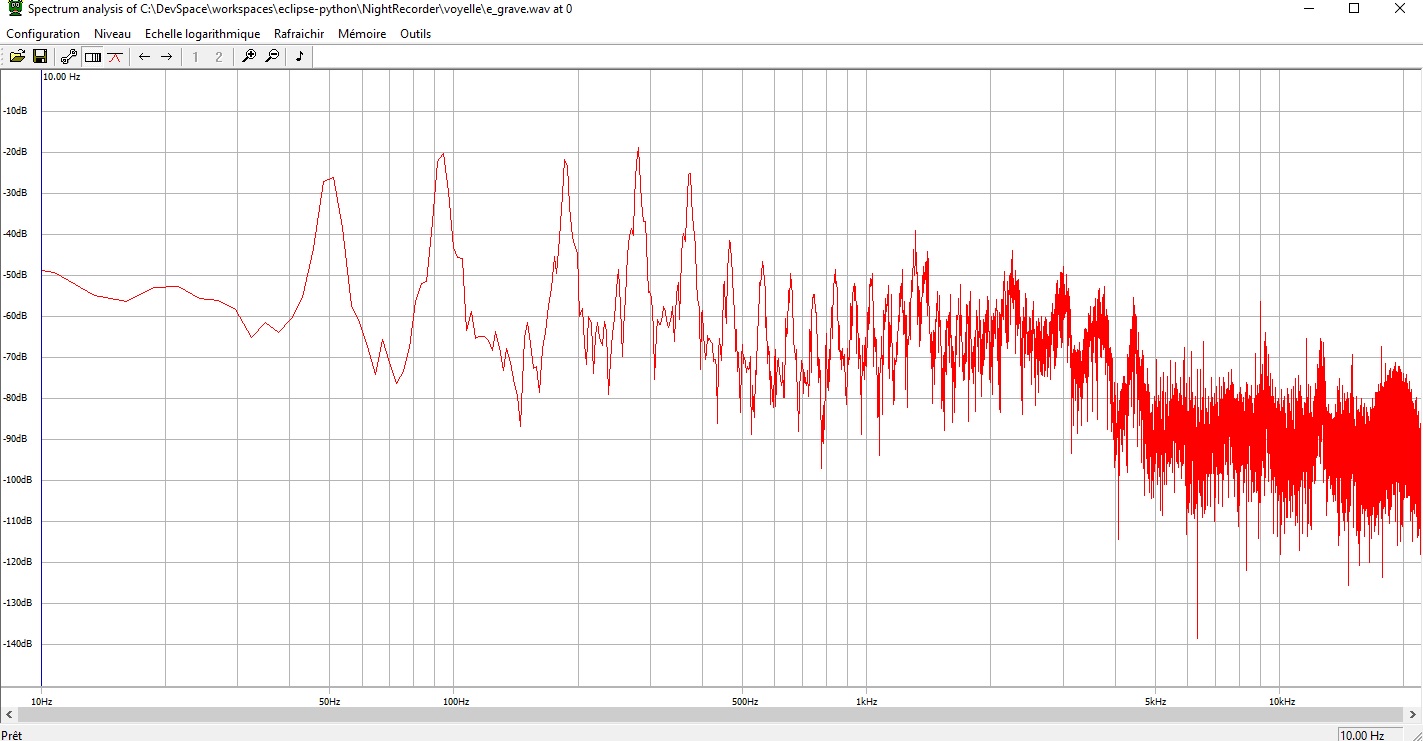 Spectrum analysis of C:\DevSpace\workspaces\eclipse-python\NightRecorder\voyelle\e_grave.wav at 0
Configuration Niveau Echelle logarithmique Rafraichir Mémoire Outils
1 2
10.00 Hz
-10dB
-20dB
-30dB
-40dB
-50dB
-60dB
-70dB
-80dB
-90dB
-100dB
-110dB
-120dB
-130dB
-140dB
10Hz 50Hz 100Hz 500Hz 1kHz 5kHz 10kHz
Prêt 10.00 Hz